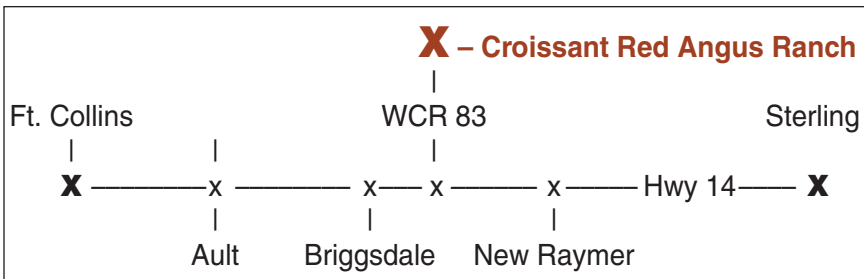 X – Croissant Red Angus Ranch
Ft. Collins WCR 83 Sterling
X x x x x Hwy 14 X
Ault Briggsdale New Raymer